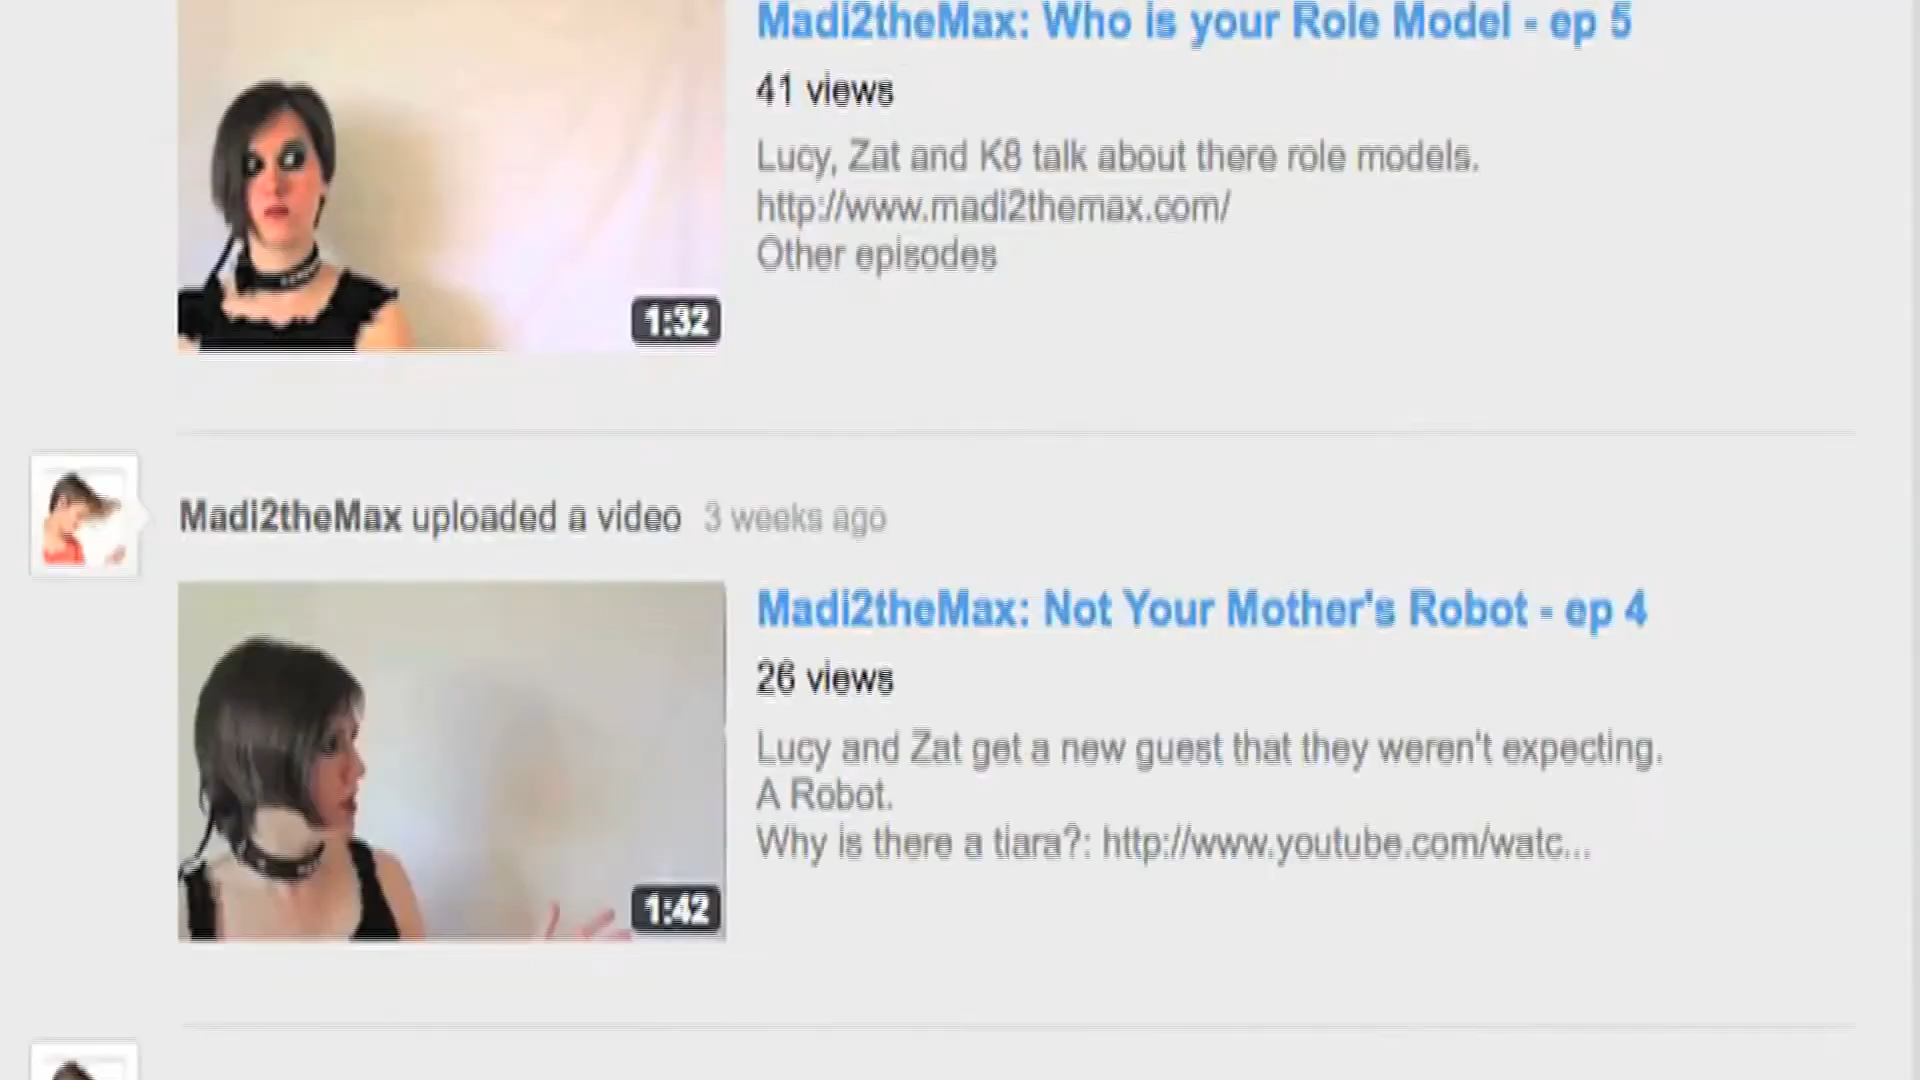 Madi2theMax: Who is your Role Model - ep 5
41 views
Lucy, Zat and K8 talk about there role models.
http://www.madi2themax.com/
Other episodes
1:32
Madi2theMax uploaded a video 3 weeks ago
Madi2theMax: Not Your Mother's Robot - ep 4
26 views
Lucy and Zat get a new guest that they weren't expecting.
A Robot.
Why is there a tiara?: http://www.youtube.com/watc...
1:42